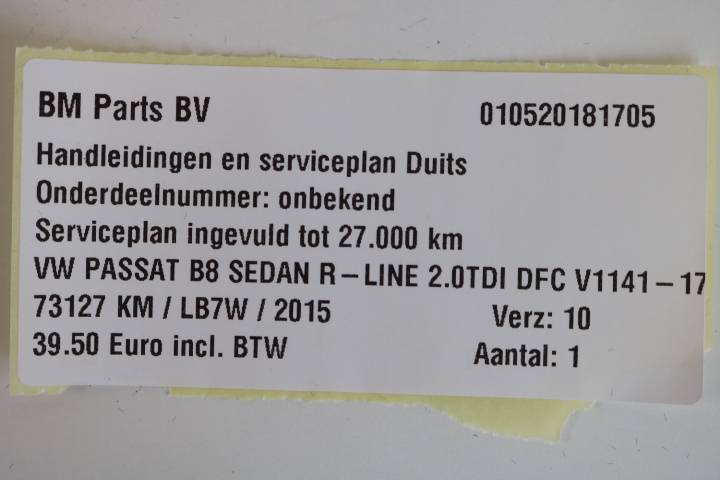 BM Parts BV 010520181705
Handleidingen en serviceplan Duits
Onderdeelnummer: onbekend
Serviceplan ingevuld tot 27.000 km
VW PASSAT B8 SEDAN R-LINE 2.0TDI DFC V1141-17
73127 KM / LB7W / 2015 Verz: 10
39.50 Euro incl. BTW Aantal: 1